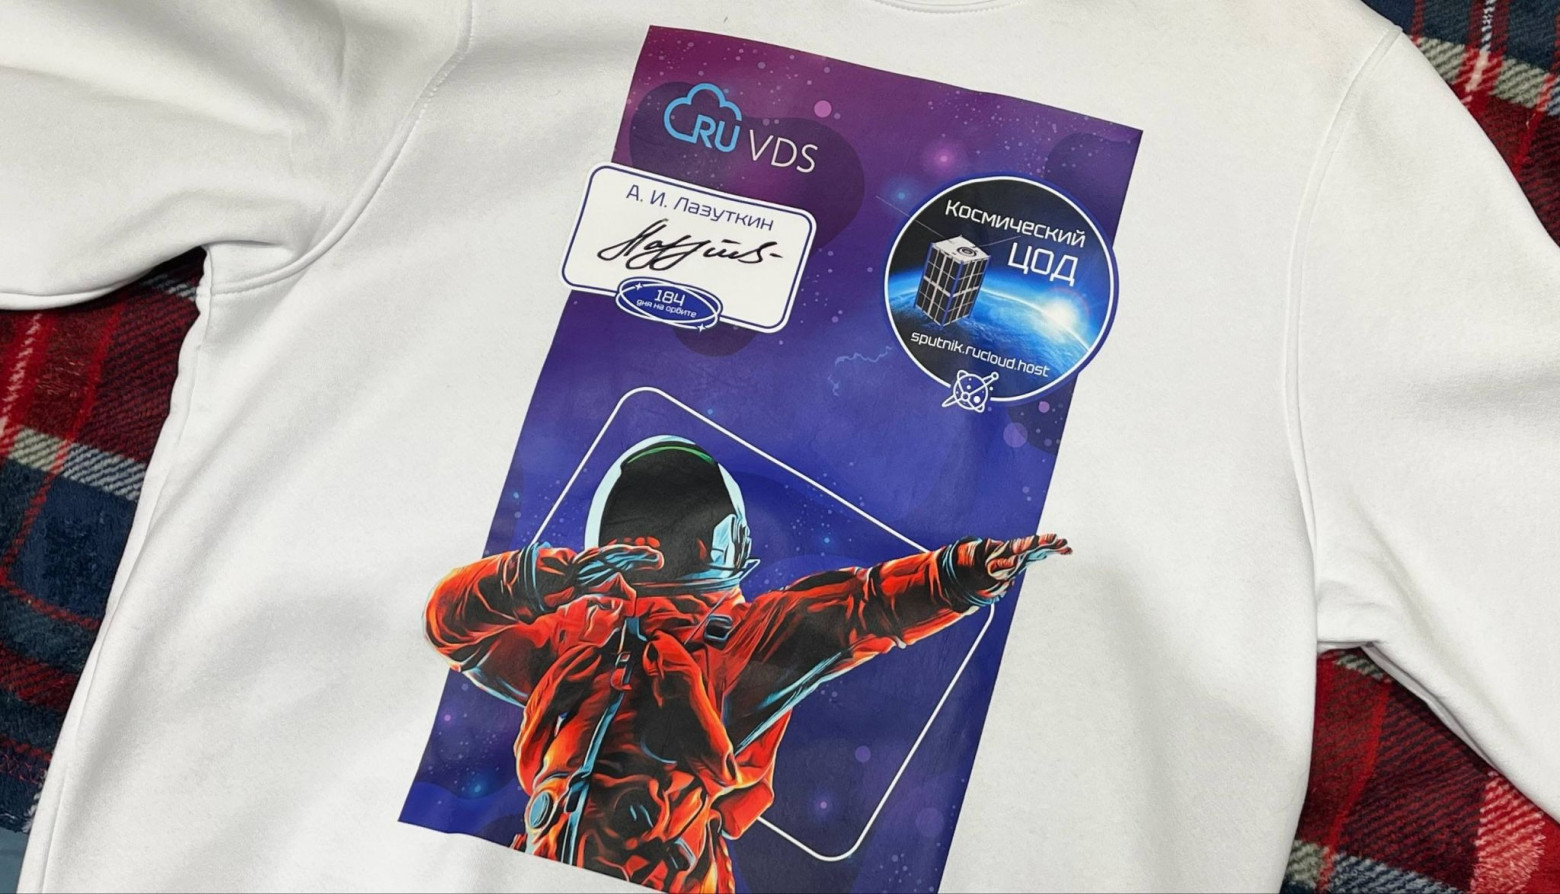 RU VDS
А. И. Лазуткин
184
дня на орбите
Космический
ЦОД
sputnik.rucloud.host